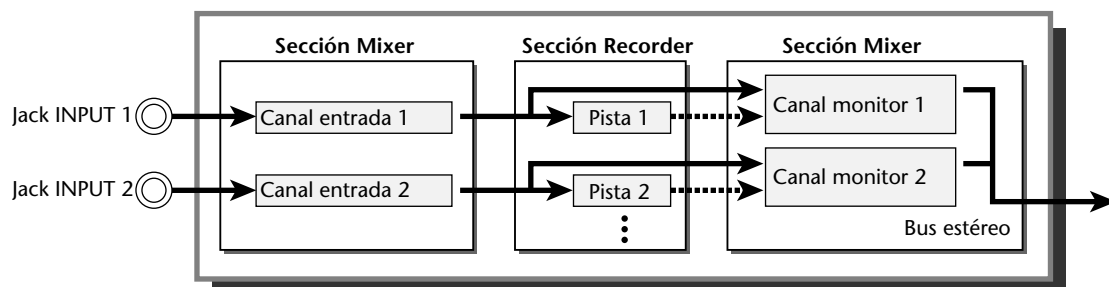 Sección Mixer
Sección Recorder
Sección Mixer
Jack INPUT 1
Canal entrada 1
Pista 1
Canal monitor 1
Jack INPUT 2
Canal entrada 2
Pista 2
Canal monitor 2
Bus estéreo